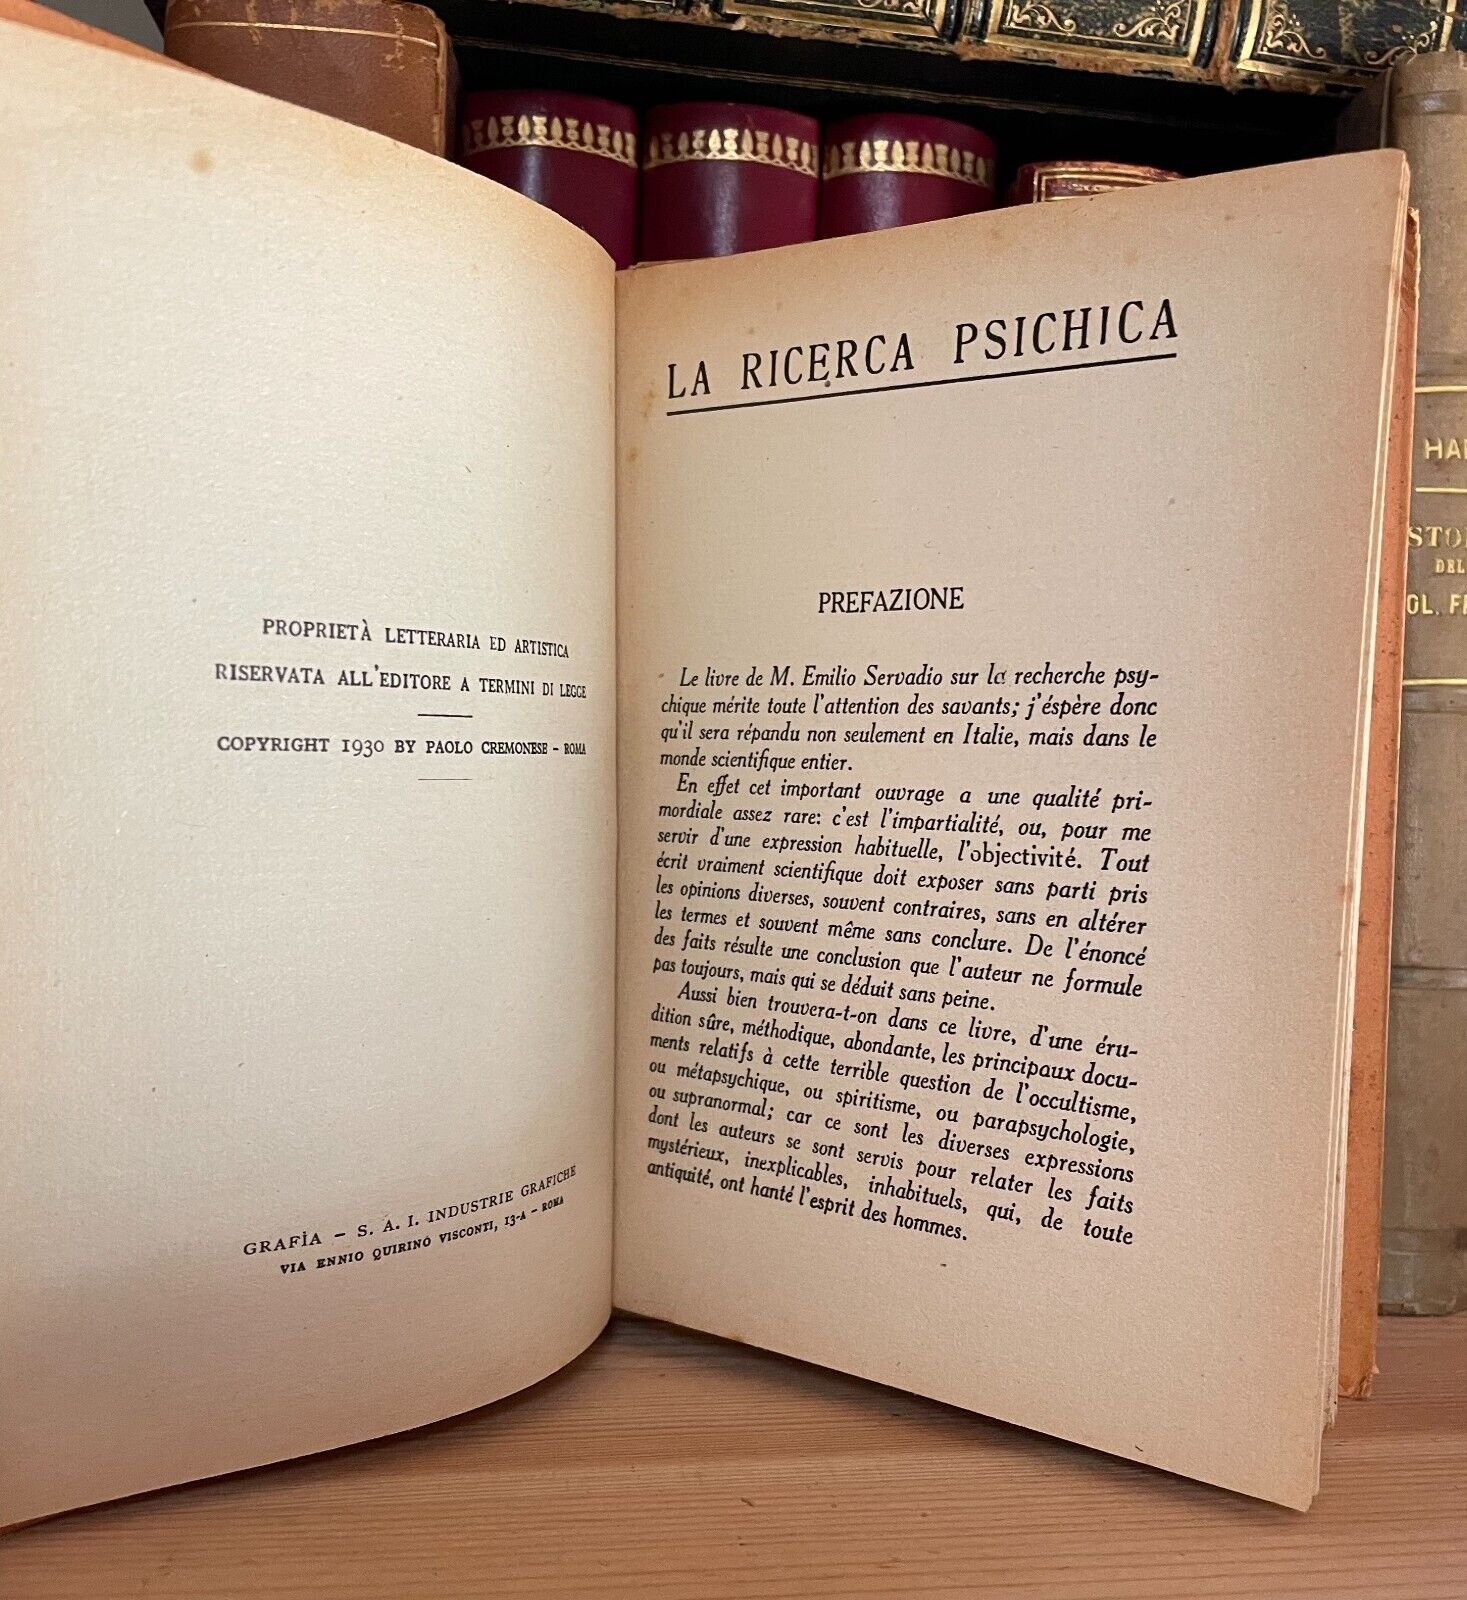 PROPRIETÀ LETTERARIA ED ARTISTICA
RISERVATA ALL'EDITORE A TERMINI DI LEGGE
COPYRIGHT 1930 BY PAOLO CREMONESE - ROMA
GRAFÌA - S. A. I. INDUSTRIE GRAFICHE
VIA ENNIO QUIRINO VISCONTI, 13-A - ROMA
LA RICERCA PSICHICA
PREFAZIONE
Le livre de M. Emilio Servadio sur la recherche psy-
chique mérite toute l'attention des savants; j'éspère donc
qu'il sera répandu non seulement en Italie, mais dans le
monde scientifique entier.
En effet cet important ouvrage a une qualité pri-
mordiale assez rare: c'est l'impartialité, ou, pour me
servir d'une expression habituelle, l'objectivité. Tout
écrit vraiment scientifique doit exposer sans parti pris
les opinions diverses, souvent contraires, sans en altérer
les termes et souvent même sans conclure. De l'énoncé
des faits résulte une conclusion que l'auteur ne formule
pas toujours, mais qui se déduit sans peine.
Aussi bien trouvera-t-on dans ce livre, d'une éru-
dition sûre, méthodique, abondante, les principaux docu-
ments relatifs à cette terrible question de l'occultisme,
ou métapsychique, ou spiritisme, ou parapsychologie,
ou supranormal; car ce sont les diverses expressions
dont les auteurs se sont servis pour relater les faits
mystérieux, inexplicables, inhabituels, qui, de toute
antiquité, ont hanté l'esprit des hommes.
HA
STO
DEL
OL. F